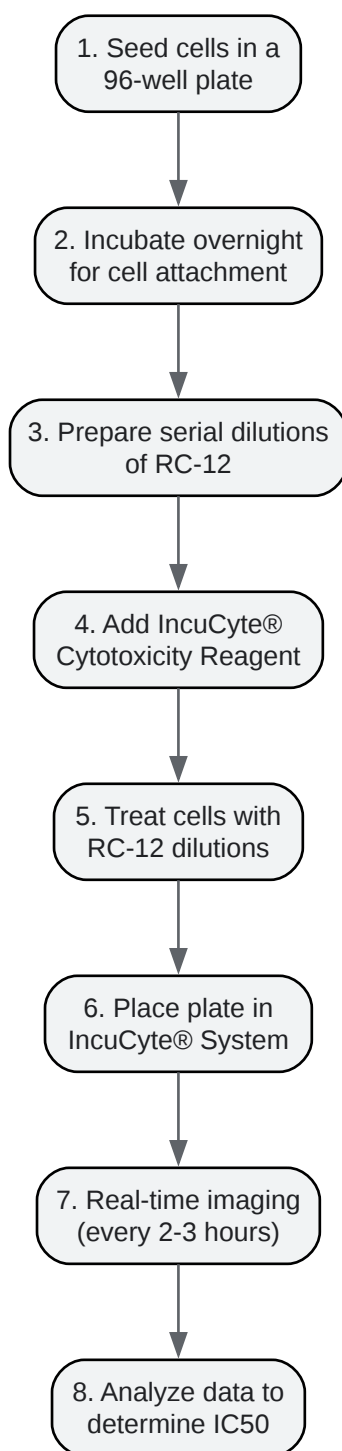 1. Seed cells in a
96-well plate
2. Incubate overnight
for cell attachment
3. Prepare serial dilutions
of RC-12
4. Add IncuCyte®
Cytotoxicity Reagent
5. Treat cells with
RC-12 dilutions
6. Place plate in
IncuCyte® System
7. Real-time imaging
(every 2-3 hours)
8. Analyze data to
determine IC50